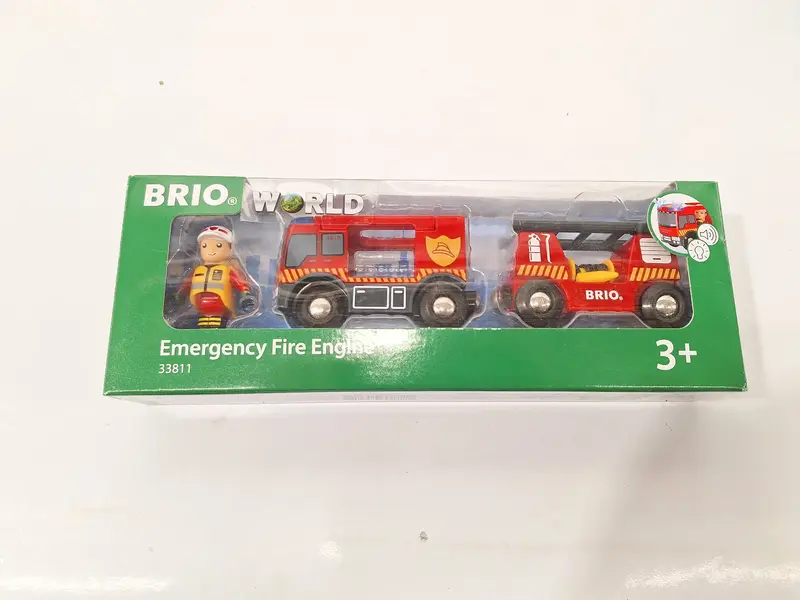 BRIO®
WORLD
BRIO®
Emergency Fire Engine
33811
3+